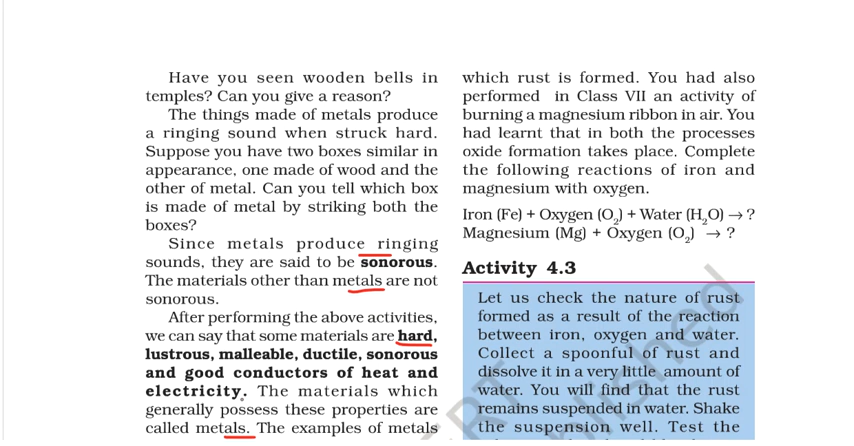 Have you seen wooden bells in
temples? Can you give a reason?
The things made of metals produce
a ringing sound when struck hard.
Suppose you have two boxes similar in
appearance, one made of wood and the
other of metal. Can you tell which box
is made of metal by striking both the
boxes?
Since metals produce ringing
sounds, they are said to be sonorous.
The materials other than metals are not
sonorous.
After performing the above activities,
we can say that some materials are hard,
lustrous, malleable, ductile, sonorous
and good conductors of heat and
electricity. The materials which
generally possess these properties are
called metals. The examples of metals
which rust is formed. You had also
performed in Class VII an activity of
burning a magnesium ribbon in air. You
had learnt that in both the processes
oxide formation takes place. Complete
the following reactions of iron and
magnesium with oxygen.
Iron (Fe) + Oxygen (O₂) + Water (H₂O) → ?
Magnesium (Mg) + Oxygen (O₂) → ?
Activity 4.3
Let us check the nature of rust
formed as a result of the reaction
between iron, oxygen and water.
Collect a spoonful of rust and
dissolve it in a very little amount of
water. You will find that the rust
remains suspended in water. Shake
the suspension well. Test the